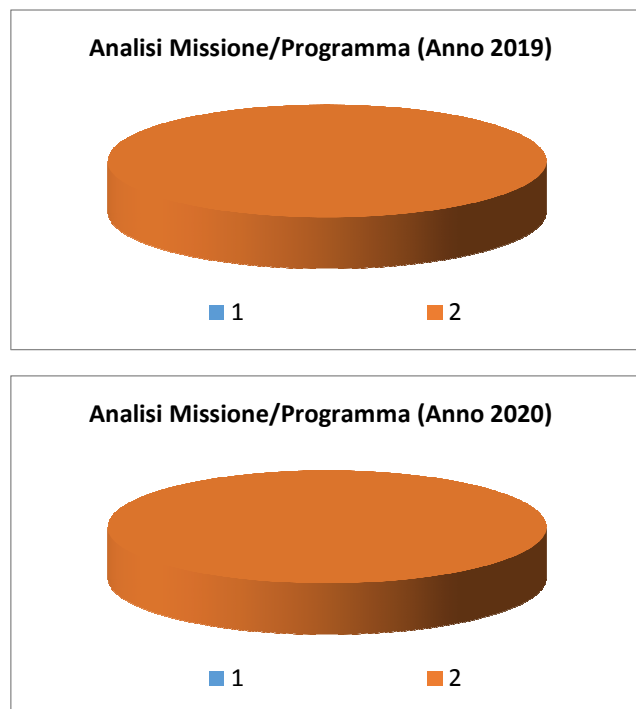 Analisi Missione/Programma (Anno 2019)
1 2
Analisi Missione/Programma (Anno 2020)
1 2